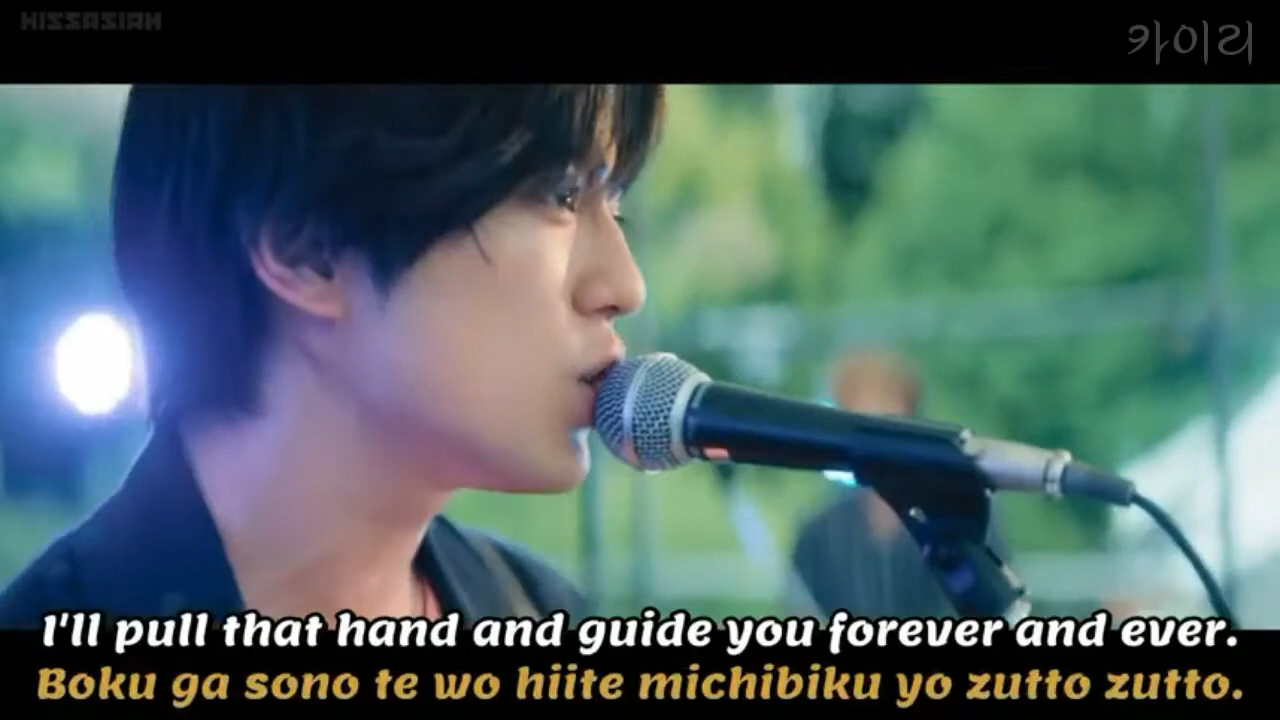 KISSASIAN
카이리
I'll pull that hand and guide you forever and ever.
Boku ga sono te wo hiite michibiku yo zutto zutto.